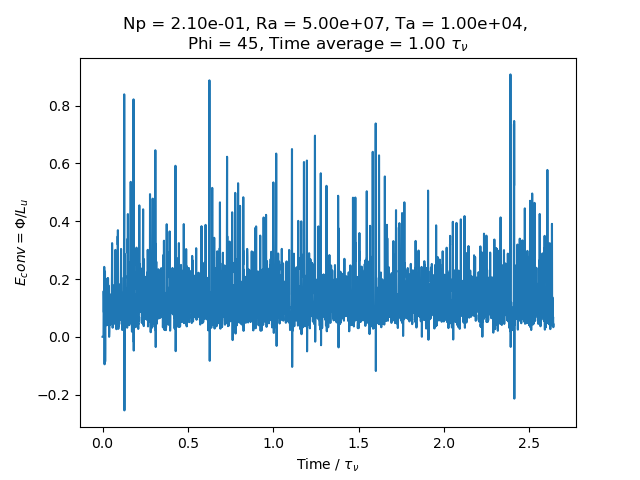 Np = 2.10e-01, Ra = 5.00e+07, Ta = 1.00e+04,
Phi = 45, Time average = 1.00 τ_ν
0.8
0.6
0.4
0.2
0.0
−0.2
E_conv = Φ/L_u
0.0 0.5 1.0 1.5 2.0 2.5
Time / τ_ν